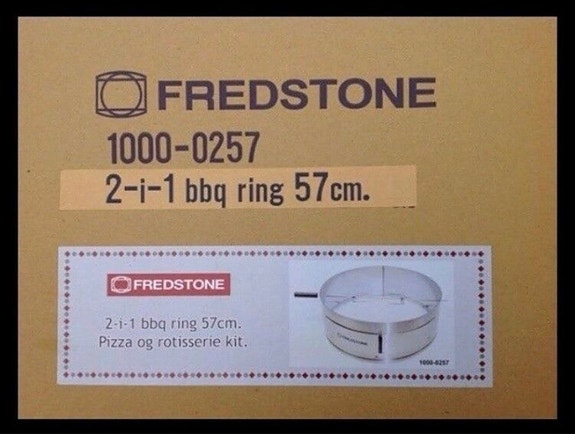 FREDSTONE
1000-0257
2-i-1 bbq ring 57cm.
FREDSTONE
2-i-1 bbq ring 57cm.
Pizza og rotisserie kit.
FREDSTONE
1000-0257